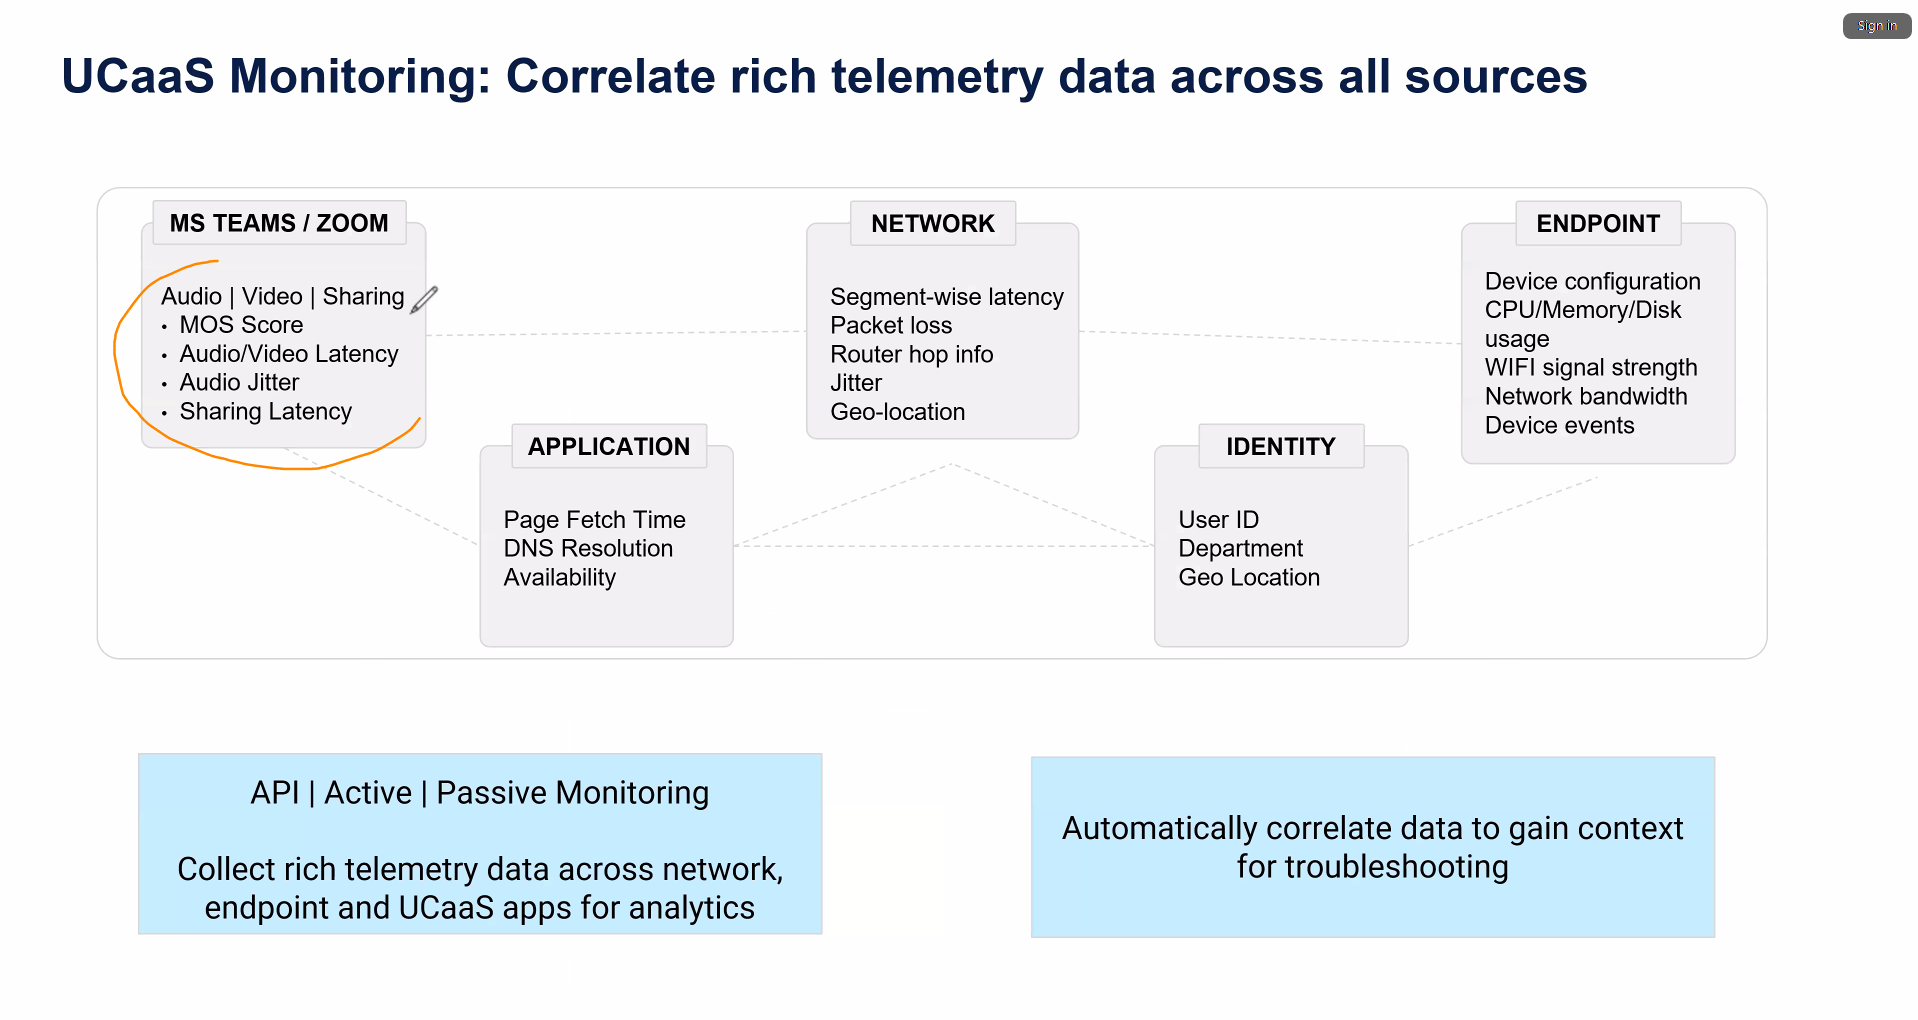 Sign in
UCaaS Monitoring: Correlate rich telemetry data across all sources
MS TEAMS / ZOOM
Audio | Video | Sharing
• MOS Score
• Audio/Video Latency
• Audio Jitter
• Sharing Latency
NETWORK
Segment-wise latency
Packet loss
Router hop info
Jitter
Geo-location
ENDPOINT
Device configuration
CPU/Memory/Disk
usage
WIFI signal strength
Network bandwidth
Device events
APPLICATION
Page Fetch Time
DNS Resolution
Availability
IDENTITY
User ID
Department
Geo Location
API | Active | Passive Monitoring
Collect rich telemetry data across network,
endpoint and UCaaS apps for analytics
Automatically correlate data to gain context
for troubleshooting